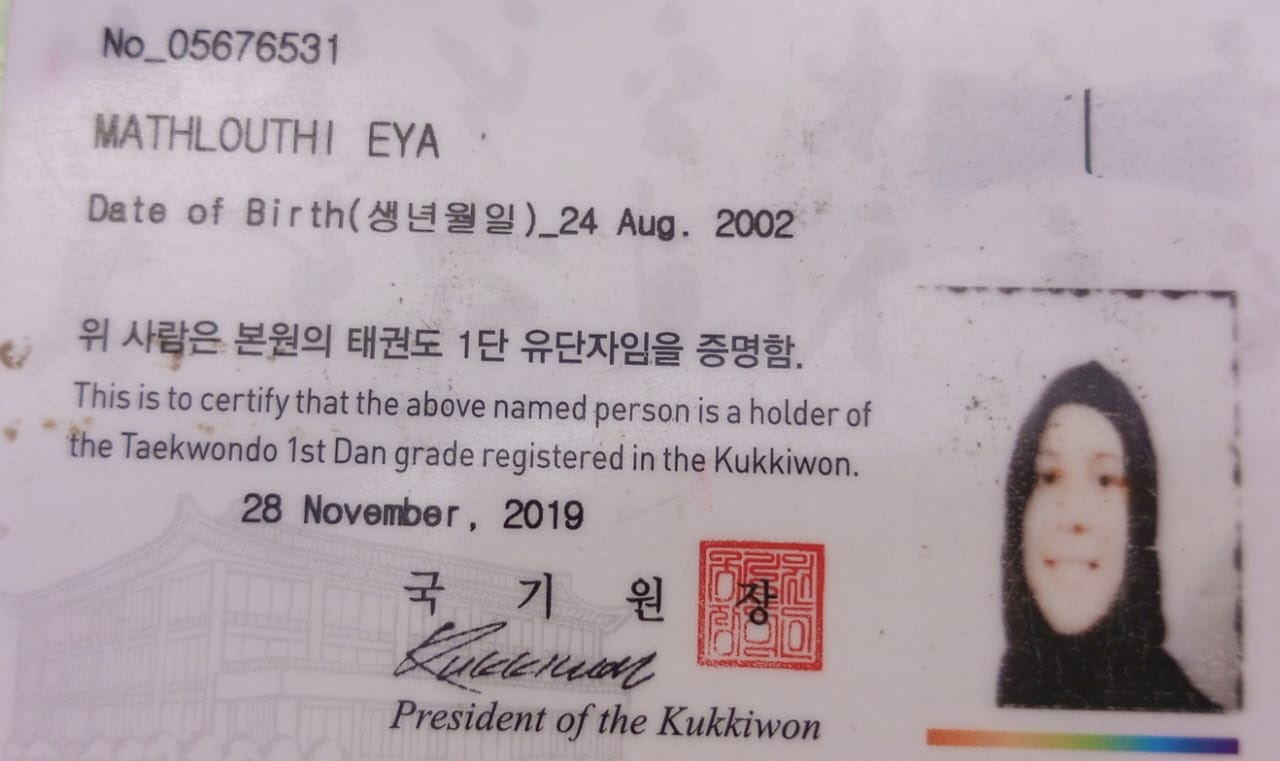 No_05676531
MATHLOUTHI EYA
Date of Birth(생년월일)_24 Aug. 2002
위 사람은 본원의 태권도 1단 유단자임을 증명함.
This is to certify that the above named person is a holder of
the Taekwondo 1st Dan grade registered in the Kukkiwon.
28 November, 2019
국 기 원 장
Kukkiwon
President of the Kukkiwon